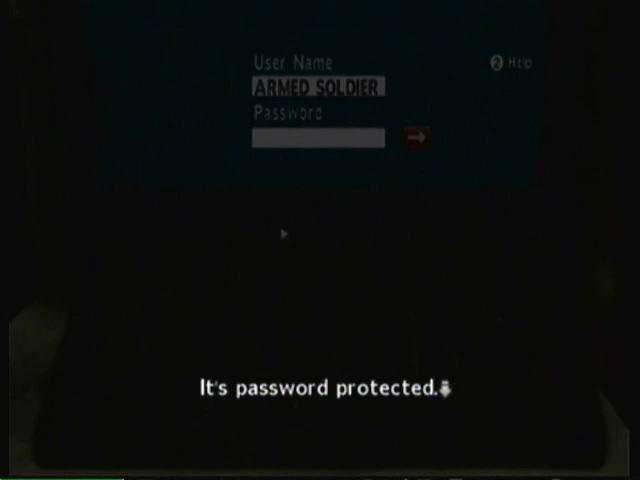 User Name
? Help
ARMED SOLDIER
Password
It's password protected.